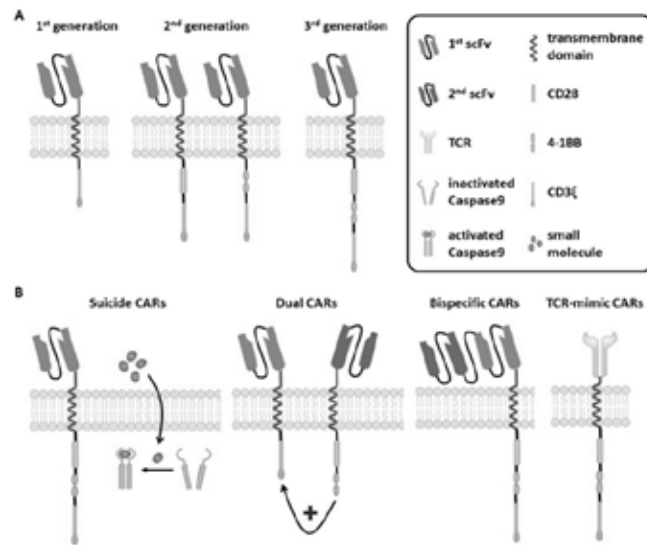 A
1st generation
2nd generation
3rd generation
1st scFv
2nd scFv
TCR
inactivated
Caspase9
activated
Caspase9
transmembrane
domain
CD28
4-1BB
CD3ζ
small
molecule
B
Suicide CARs
Dual CARs
Bispecific CARs
TCR-mimic CARs
+